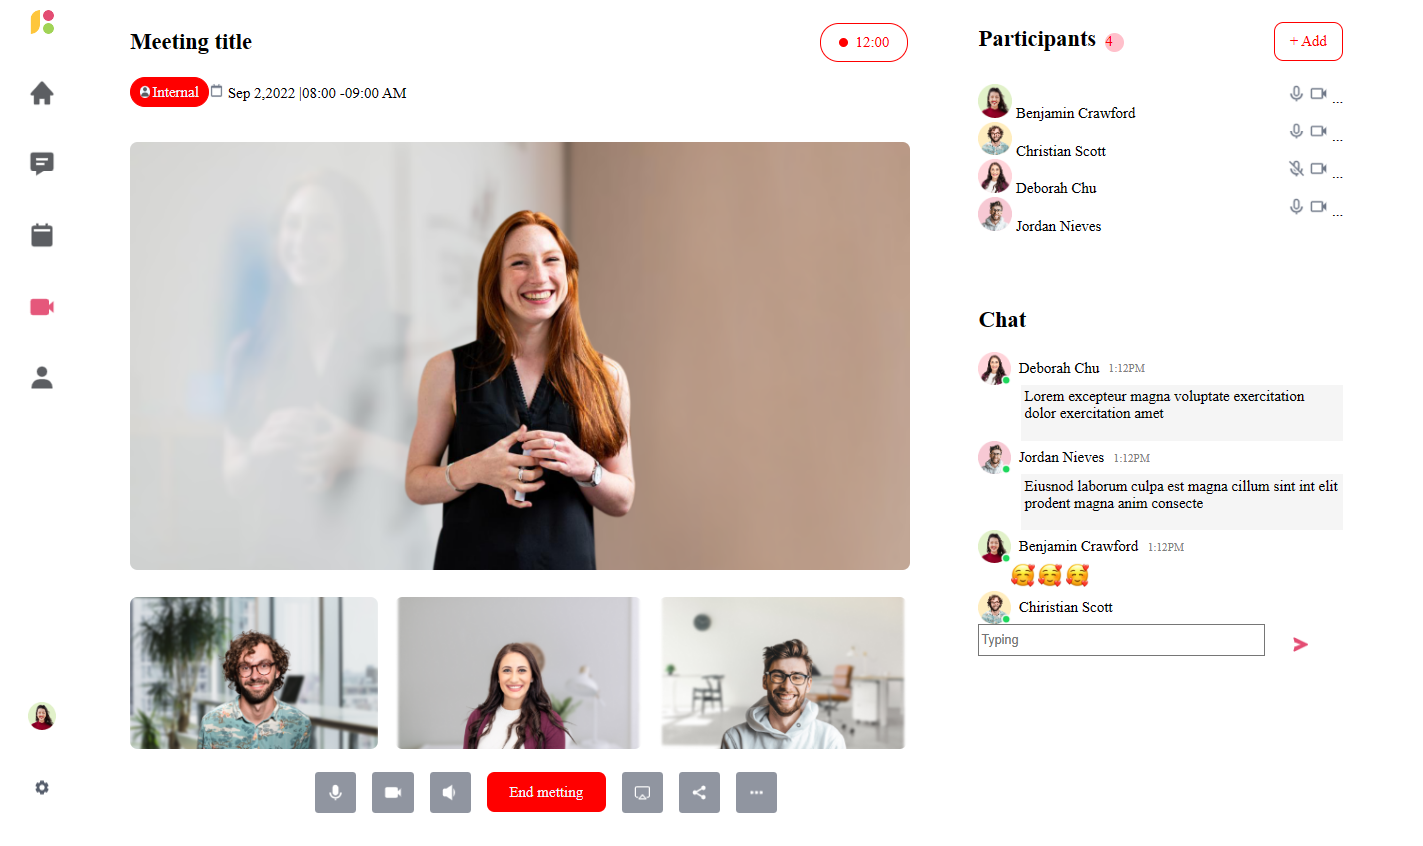 Meeting title
12:00
Internal
Sep 2,2022 |08:00 -09:00 AM
End metting
Participants 4
+ Add
Benjamin Crawford
...
Christian Scott
...
Deborah Chu
...
Jordan Nieves
...
Chat
Deborah Chu 1:12PM
Lorem excepteur magna voluptate exercitation
dolor exercitation amet
Jordan Nieves 1:12PM
Eiusnod laborum culpa est magna cillum sint int elit
prodent magna anim consecte
Benjamin Crawford 1:12PM
🥰🥰🥰
Chiristian Scott
Typing